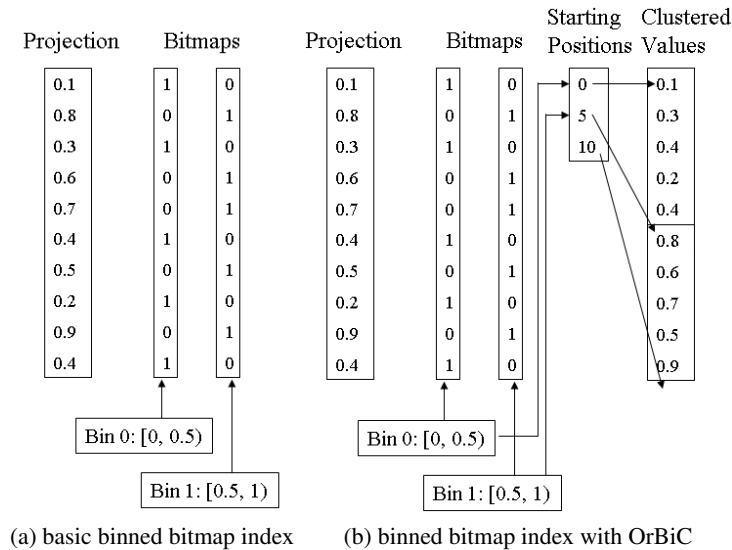 Starting Clustered
Projection Bitmaps Projection Bitmaps Positions Values
0.1 1 0 0.1 1 0 0 0.1
0.8 0 1 0.8 0 1 5 0.3
0.3 1 0 0.3 1 0 10 0.4
0.6 0 1 0.6 0 1 0.2
0.7 0 1 0.7 0 1 0.4
0.4 1 0 0.4 1 0 0.8
0.5 0 1 0.5 0 1 0.6
0.2 1 0 0.2 1 0 0.7
0.9 0 1 0.9 0 1 0.5
0.4 1 0 0.4 1 0 0.9
Bin 0: [0, 0.5) Bin 0: [0, 0.5)
Bin 1: [0.5, 1) Bin 1: [0.5, 1)
(a) basic binned bitmap index (b) binned bitmap index with OrBiC